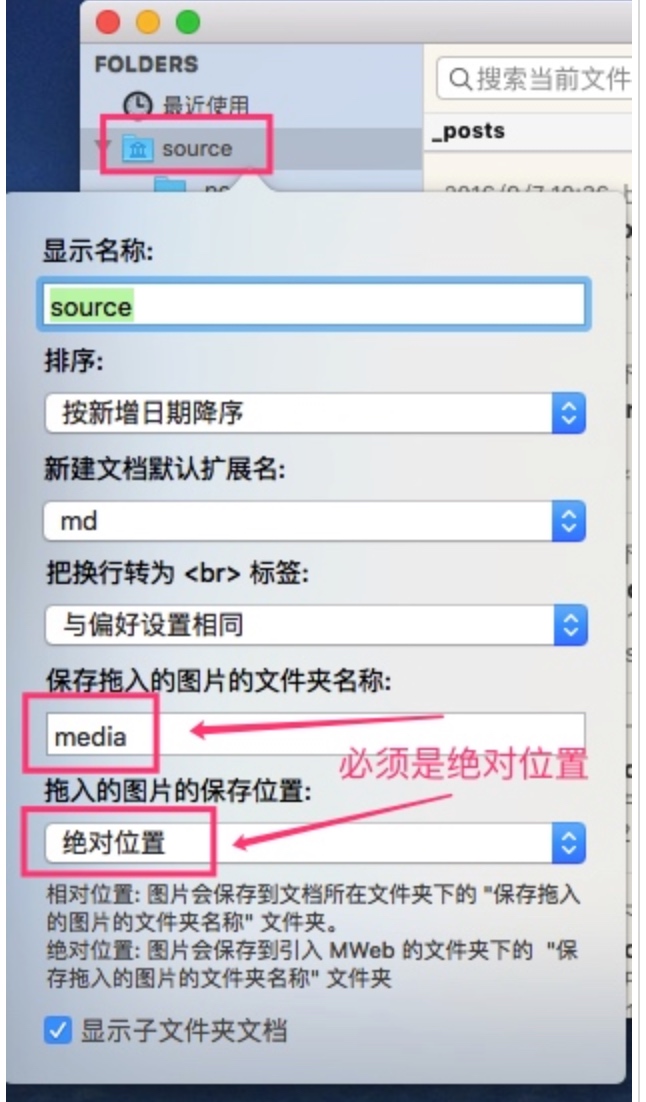 FOLDERS
搜索当前文件
最近使用
_posts
source
显示名称:
source
排序:
按新增日期降序
新建文档默认扩展名:
md
把换行转为 <br> 标签:
与偏好设置相同
保存拖入的图片的文件夹名称:
media
必须是绝对位置
拖入的图片的保存位置:
绝对位置
相对位置: 图片会保存到文档所在文件夹下的 "保存拖入
的图片的文件夹名称" 文件夹。
绝对位置: 图片会保存到引入 MWeb 的文件夹下的 "保
存拖入的图片的文件夹名称" 文件夹
显示子文件夹文档